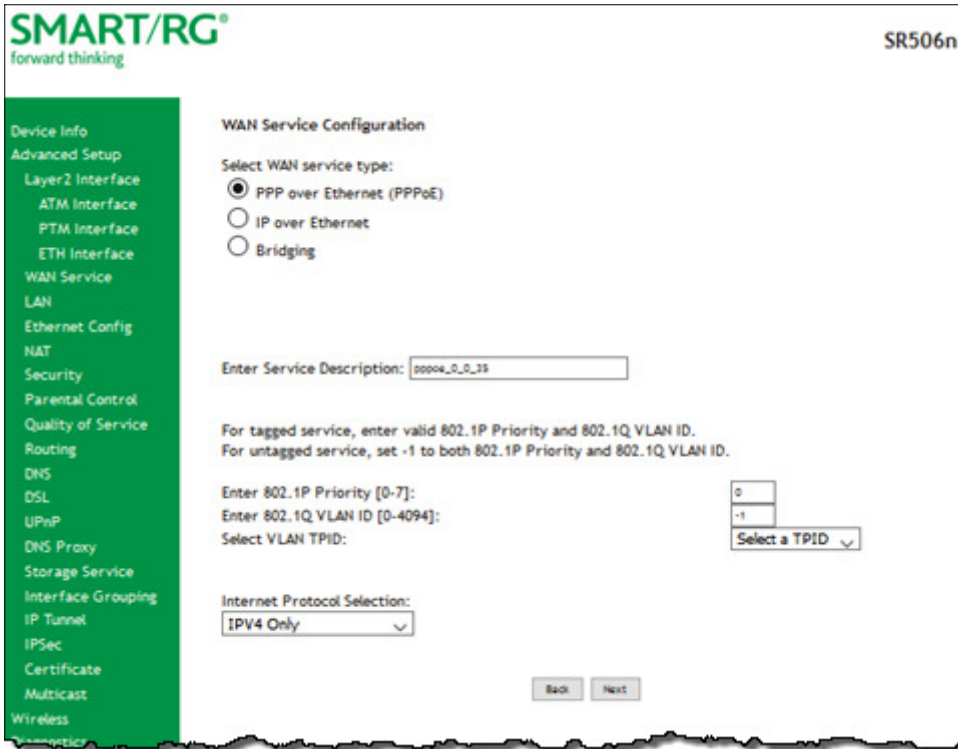 SMART/RG®
forward thinking
SR506n
Device Info
Advanced Setup
Layer2 Interface
ATM Interface
PTM Interface
ETH Interface
WAN Service
LAN
Ethernet Config
NAT
Security
Parental Control
Quality of Service
Routing
DNS
DSL
UPnP
DNS Proxy
Storage Service
Interface Grouping
IP Tunnel
IPSec
Certificate
Multicast
Wireless
Diagnostics
WAN Service Configuration
Select WAN service type:
PPP over Ethernet (PPPoE)
IP over Ethernet
Bridging
Enter Service Description: pppoe_0_0_35
For tagged service, enter valid 802.1P Priority and 802.1Q VLAN ID.
For untagged service, set -1 to both 802.1P Priority and 802.1Q VLAN ID.
Enter 802.1P Priority [0-7]: 0
Enter 802.1Q VLAN ID [0-4094]: -1
Select VLAN TPID: Select a TPID
Internet Protocol Selection:
IPV4 Only
Back Next